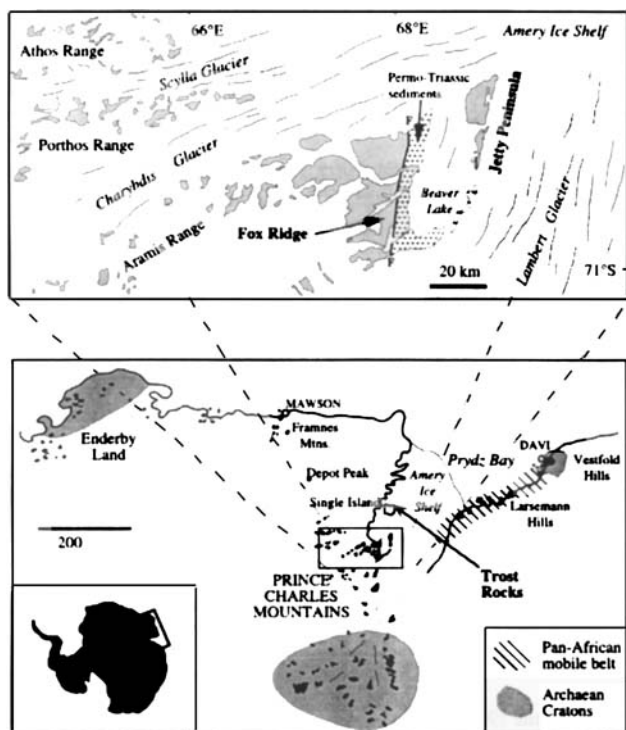 66°E
68°E
Amery Ice Shelf
Athos Range
Scylla Glacier
Permo-Triassic
sediments
F
Jetty Peninsula
Porthos Range
Charybdis Glacier
Beaver
Lake
Lambert Glacier
Fox Ridge
Aramis Range
20 km
71°S
MAWSON
Framnes
Mtns.
Enderby
Land
DAVI
Prydz Bay
Vestfold
Hills
Depot Peak
Amery
Ice
Shelf
Single Island
Larsemann
Hills
200
Trost
Rocks
PRINCE
CHARLES
MOUNTAINS
Pan-African
mobile belt
Archaean
Cratons